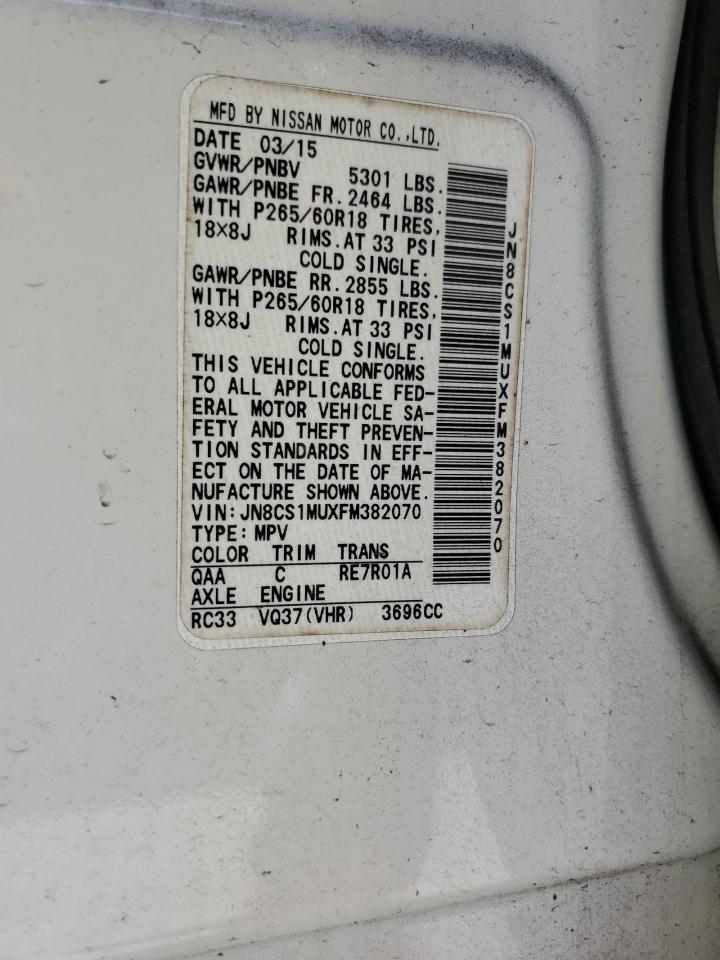 MFD BY NISSAN MOTOR CO.,LTD.
DATE 03/15
GVWR/PNBV 5301 LBS.
GAWR/PNBE FR. 2464 LBS.
WITH P265/60R18 TIRES,
18X8J RIMS. AT 33 PSI
COLD SINGLE.
GAWR/PNBE RR. 2855 LBS.
WITH P265/60R18 TIRES,
18X8J RIMS. AT 33 PSI
COLD SINGLE.
THIS VEHICLE CONFORMS
TO ALL APPLICABLE FED-
ERAL MOTOR VEHICLE SA-
FETY AND THEFT PREVEN-
TION STANDARDS IN EFF-
ECT ON THE DATE OF MA-
NUFACTURE SHOWN ABOVE.
VIN: JN8CS1MUXFM382070
TYPE: MPV
COLOR TRIM TRANS
QAA C RE7R01A
AXLE ENGINE
RC33 VQ37(VHR) 3696CC
JN8CS1MUXFM382070